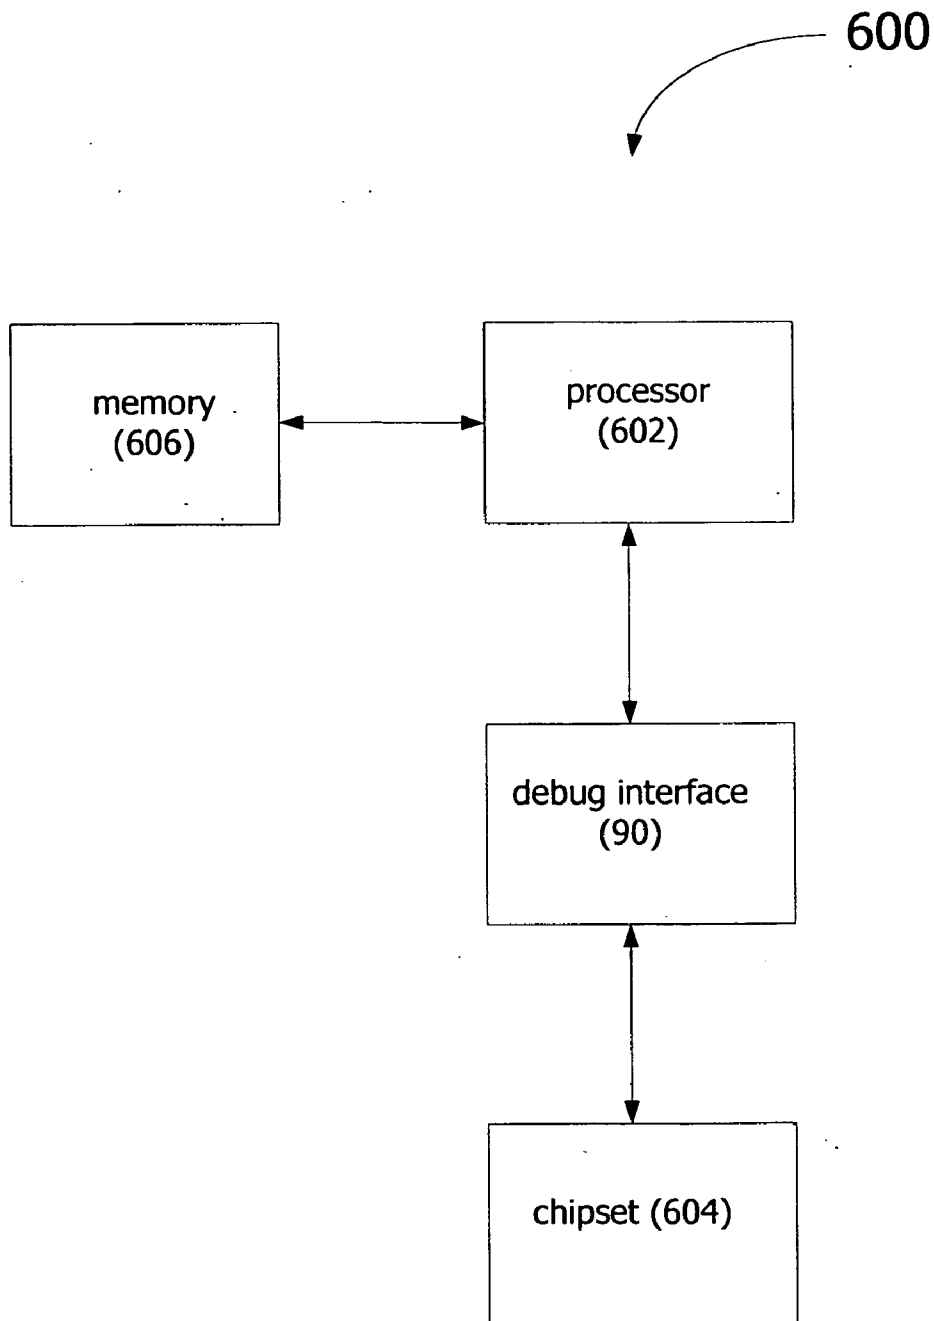 600
memory
(606)
processor
(602)
debug interface
(90)
chipset (604)